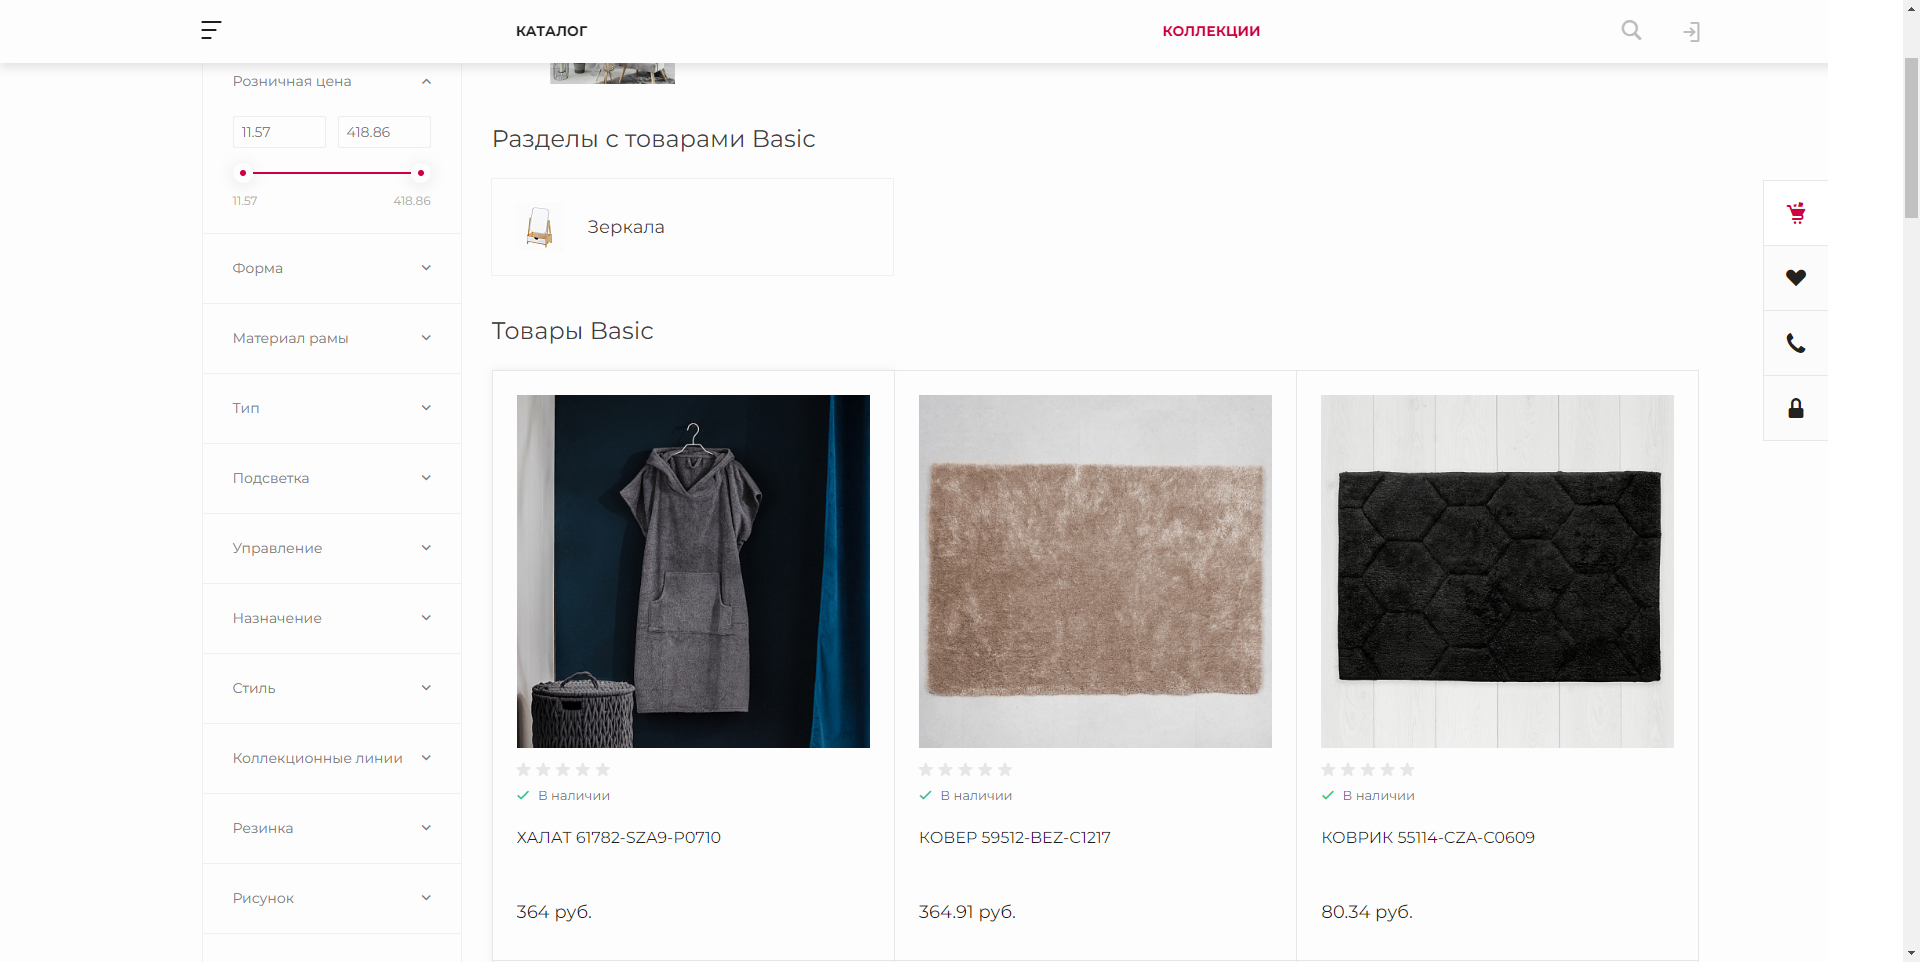 КАТАЛОГ
КОЛЛЕКЦИИ
Розничная цена
11.57
418.86
11.57
418.86
Форма
Материал рамы
Тип
Подсветка
Управление
Назначение
Стиль
Коллекционные линии
Резинка
Рисунок
Разделы с товарами Basic
Зеркала
Товары Basic
В наличии
ХАЛАТ 61782-SZA9-P0710
364 руб.
В наличии
КОВЕР 59512-BEZ-C1217
364.91 руб.
В наличии
КОВРИК 55114-CZA-C0609
80.34 руб.